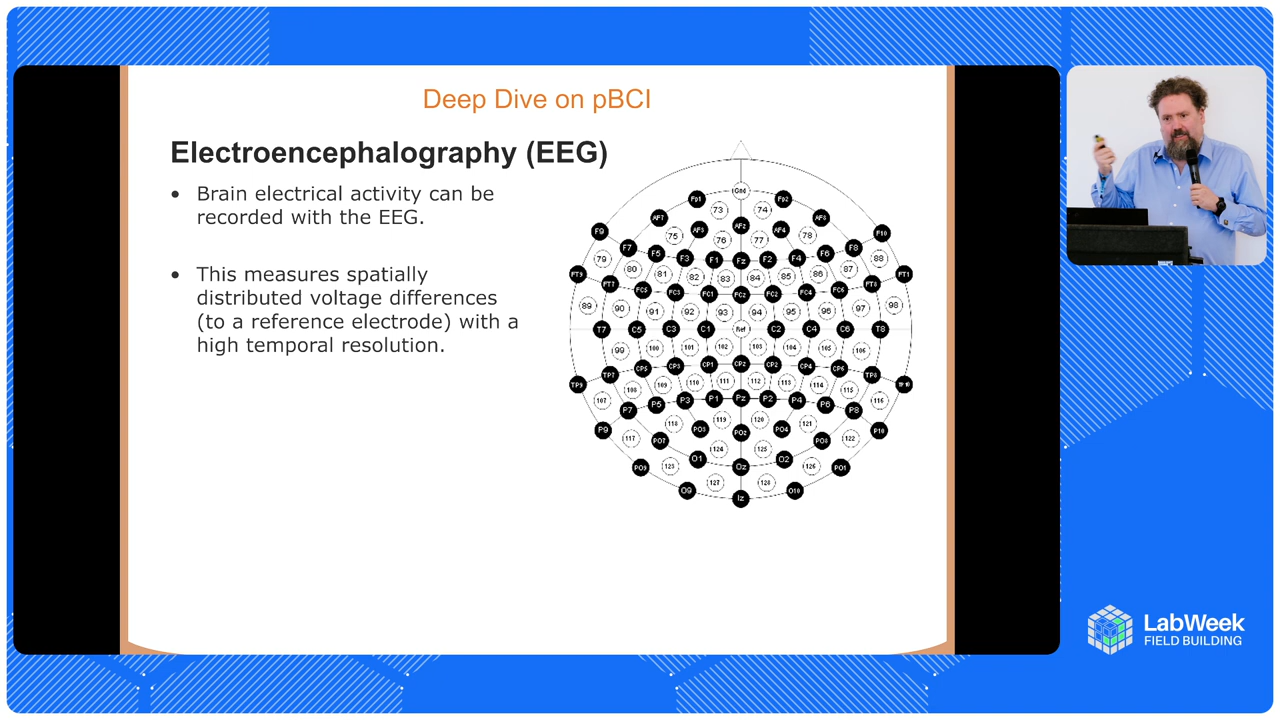 Deep Dive on pBCI
Electroencephalography (EEG)
• Brain electrical activity can be
recorded with the EEG.
• This measures spatially
distributed voltage differences
(to a reference electrode) with a
high temporal resolution.
Gnd
Fp1 Fp2
73 74
AF7 AF8
AF3 AFz AF4
F9 75 76 77 78 F10
F7 F5 F3 F1 Fz F2 F4 F6 F8
79 80 81 82 83 84 85 86 87 88
FT9 FT7 FC5 FC3 FC1 FCz FC2 FC4 FC6 FT8 FT1
89 90 91 92 93 94 95 96 97 98
T7 C5 C3 C1 Ref C2 C4 C6 T8
99 100 101 102 103 104 105 106
TP9 TP7 CP5 CP3 CP1 CPz CP2 CP4 CP6 TP8 TP10
107 108 109 110 111 112 113 114 115 116
P7 P5 P3 P1 Pz P2 P4 P6 P8
P9 118 119 120 121 P10
117 PO7 PO3 POz PO4 PO8 122
124 125
PO9 123 O1 Oz O2 126 PO1
O9 127 128 O10
Iz
LabWeek
FIELD BUILDING